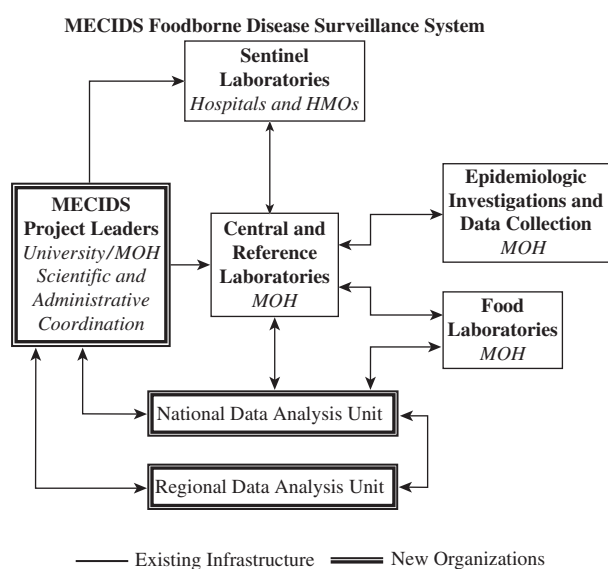 MECIDS Foodborne Disease Surveillance System
Sentinel
Laboratories
Hospitals and HMOs
MECIDS
Project Leaders
University/MOH
Scientific and
Administrative
Coordination
Central and
Reference
Laboratories
MOH
Epidemiologic
Investigations and
Data Collection
MOH
Food
Laboratories
MOH
National Data Analysis Unit
Regional Data Analysis Unit
Existing Infrastructure
New Organizations